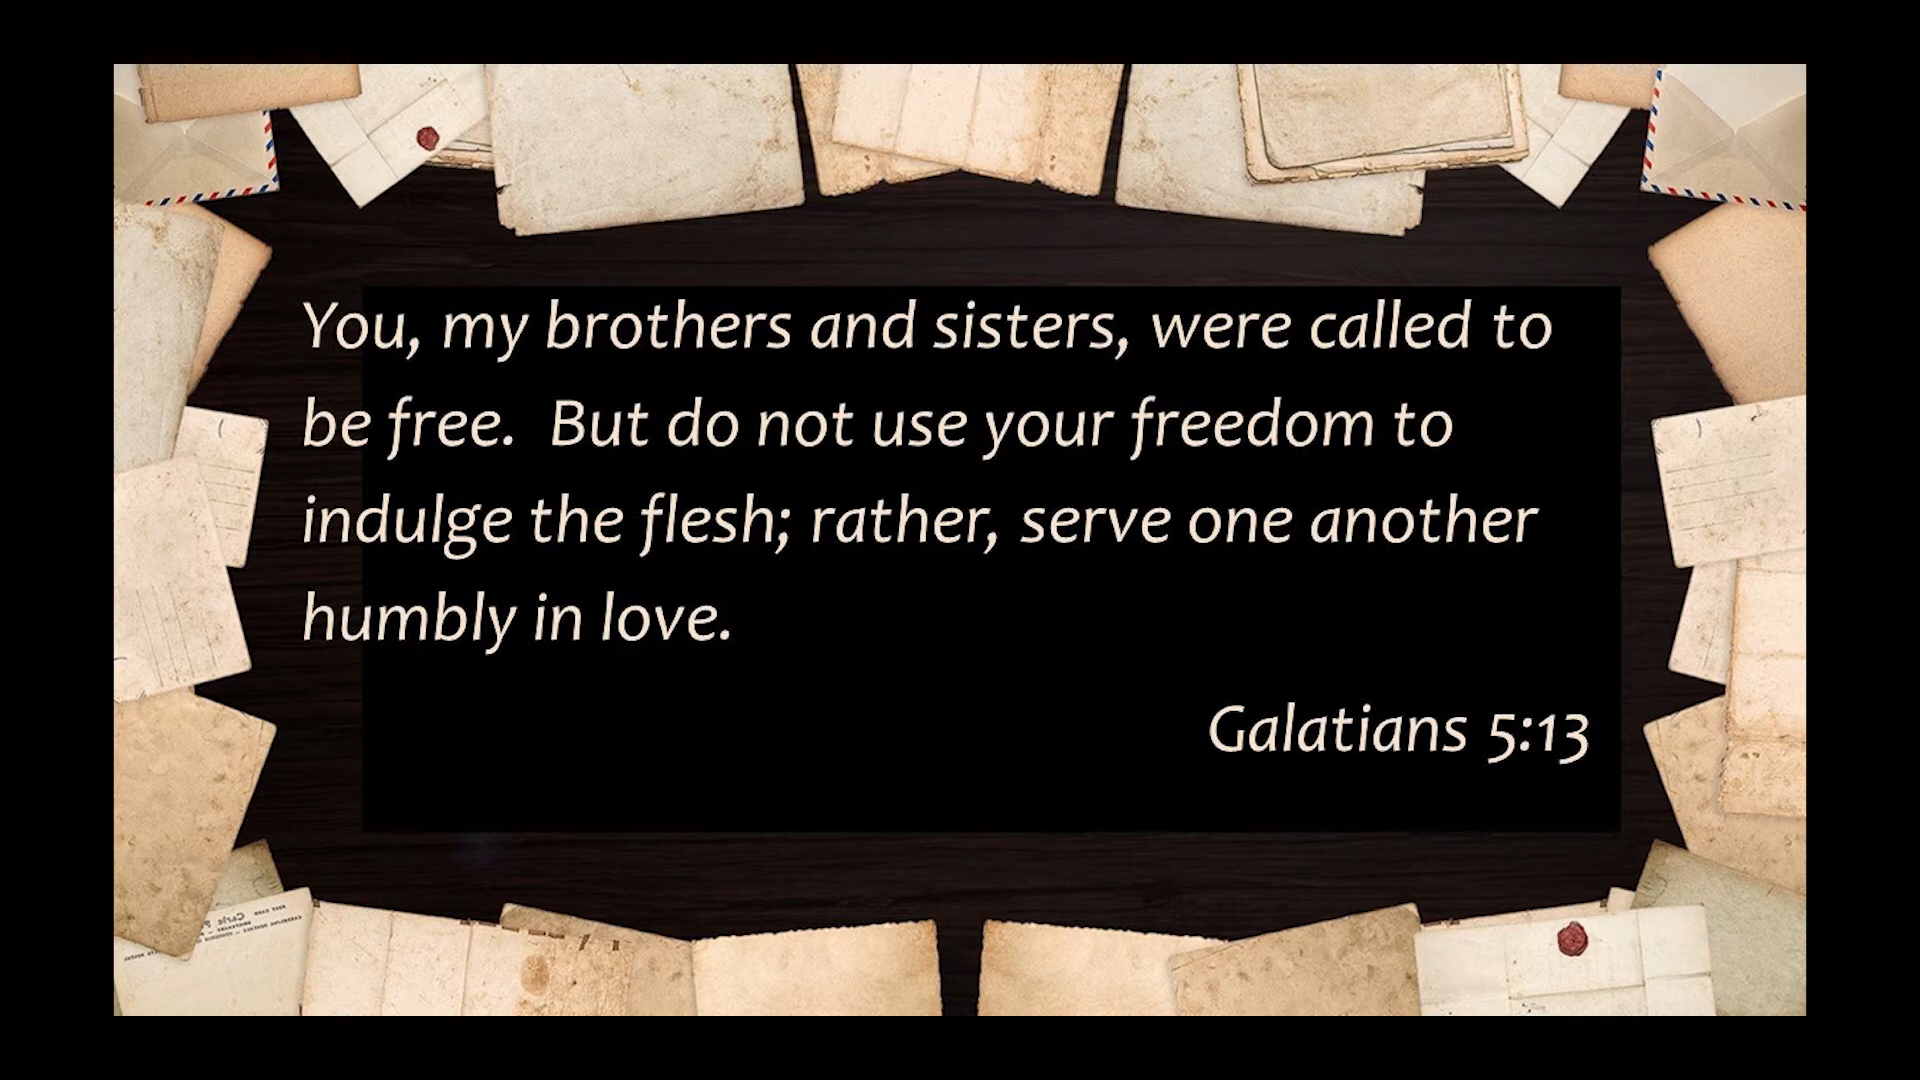 You, my brothers and sisters, were called to
be free.  But do not use your freedom to
indulge the flesh; rather, serve one another
humbly in love.
Galatians 5:13